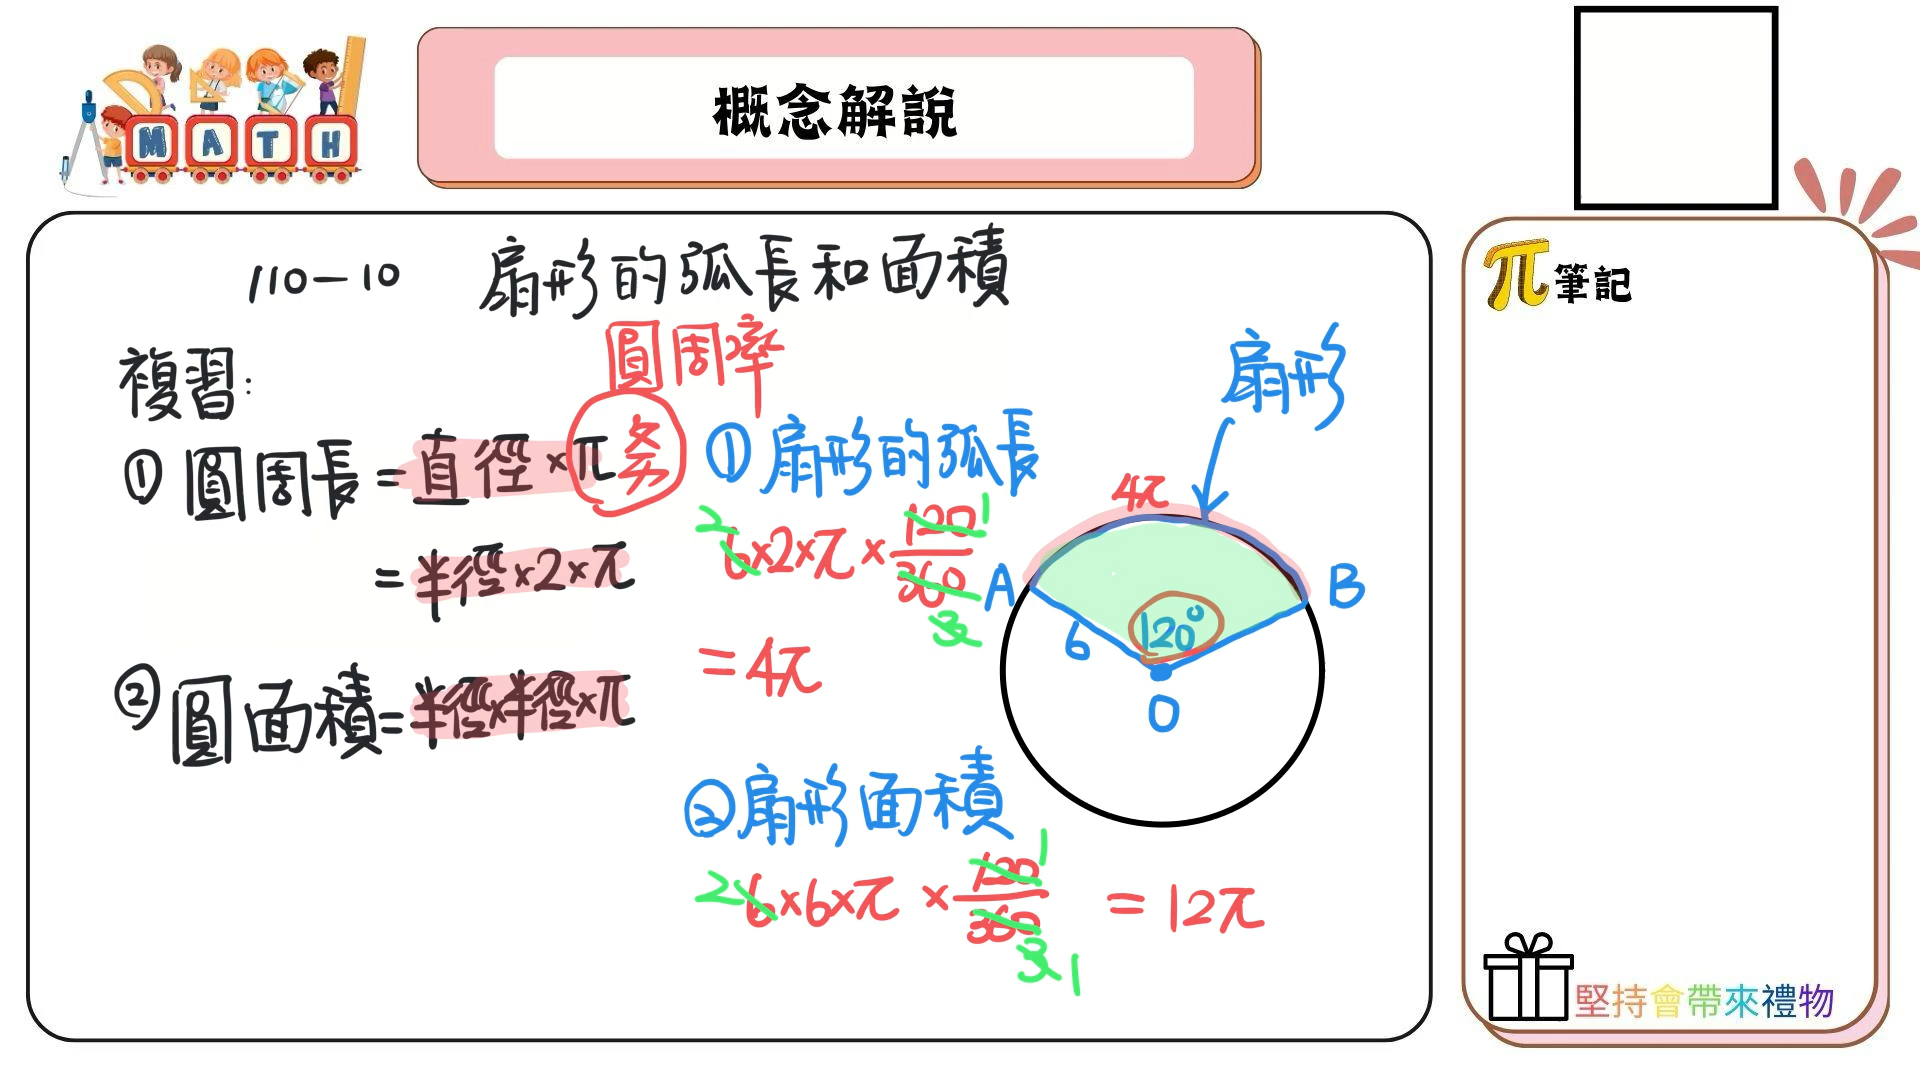 MATH
概念解說
110-10 扇形的弧長和面積
複習:
圓周率
① 圓周長=直徑×π
=半徑×2×π
② 圓面積=半徑×半徑×π
① 扇形的弧長
6×2×π×120/360
2
1
3
=4π
② 扇形面積
6×6×π×120/360=12π
2
1
3
1
扇形
4π
A
B
6
120°
O
π筆記
堅持會帶來禮物